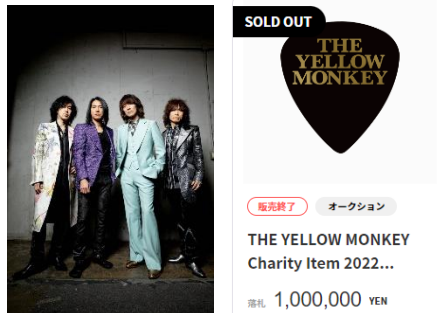 SOLD OUT
THE
YELLOW
MONKEY
販売終了
オークション
THE YELLOW MONKEY
Charity Item 2022...
落札 1,000,000 YEN